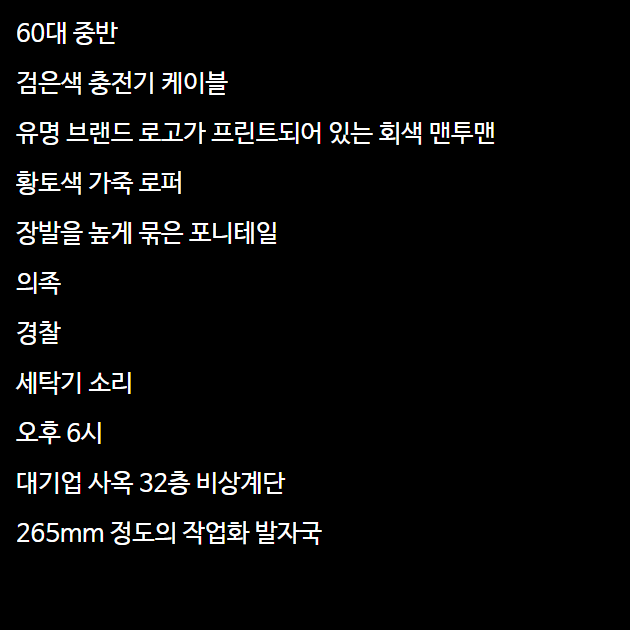 60대 중반
검은색 충전기 케이블
유명 브랜드 로고가 프린트되어 있는 회색 맨투맨
황토색 가죽 로퍼
장발을 높게 묶은 포니테일
의족
경찰
세탁기 소리
오후 6시
대기업 사옥 32층 비상계단
265mm 정도의 작업화 발자국